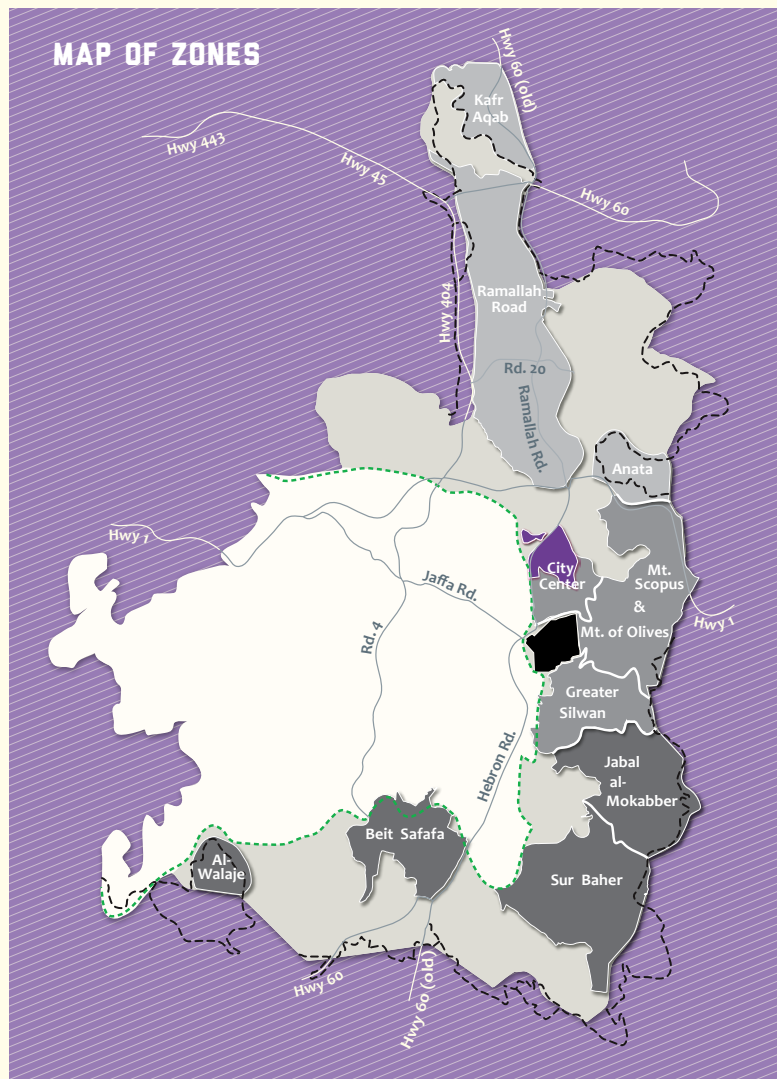 MAP OF ZONES
Hwy 60 (old)
Kafr
Aqab
Hwy 443
Hwy 45
Hwy 60
Ramallah
Road
Hwy 404
Rd. 20
Ramallah Rd.
Anata
Hwy 1
City
Center
Mt.
Scopus
&
Mt. of Olives
Hwy 1
Jaffa Rd.
Rd. 4
Greater
Silwan
Hebron Rd.
Jabal
al-
Mokabber
Beit Safafa
Al-
Walaje
Sur Baher
Hwy 60
Hwy 60 (old)